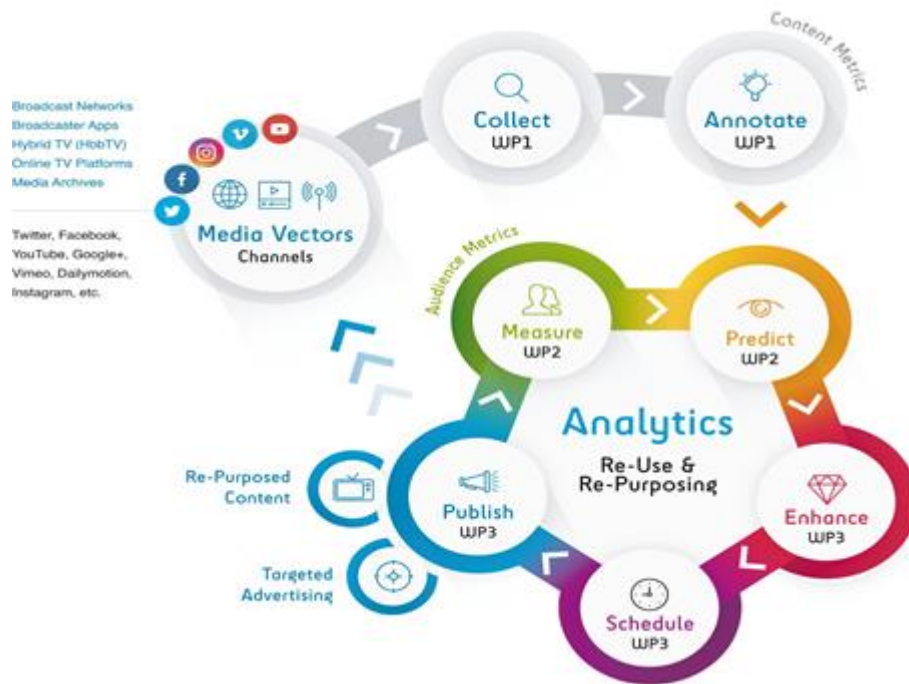 Content Metrics
Broadcast Networks
Broadcaster Apps
Hybrid TV (HbbTV)
Online TV Platforms
Media Archives
Twitter, Facebook,
YouTube, Google+,
Vimeo, Dailymotion,
Instagram, etc.
Media Vectors
Channels
Collect
WP1
Annotate
WP1
Audience Metrics
Measure
WP2
Predict
WP2
Analytics
Re-Use &
Re-Purposing
Enhance
WP3
Schedule
WP3
Publish
WP3
Re-Purposed
Content
Targeted
Advertising